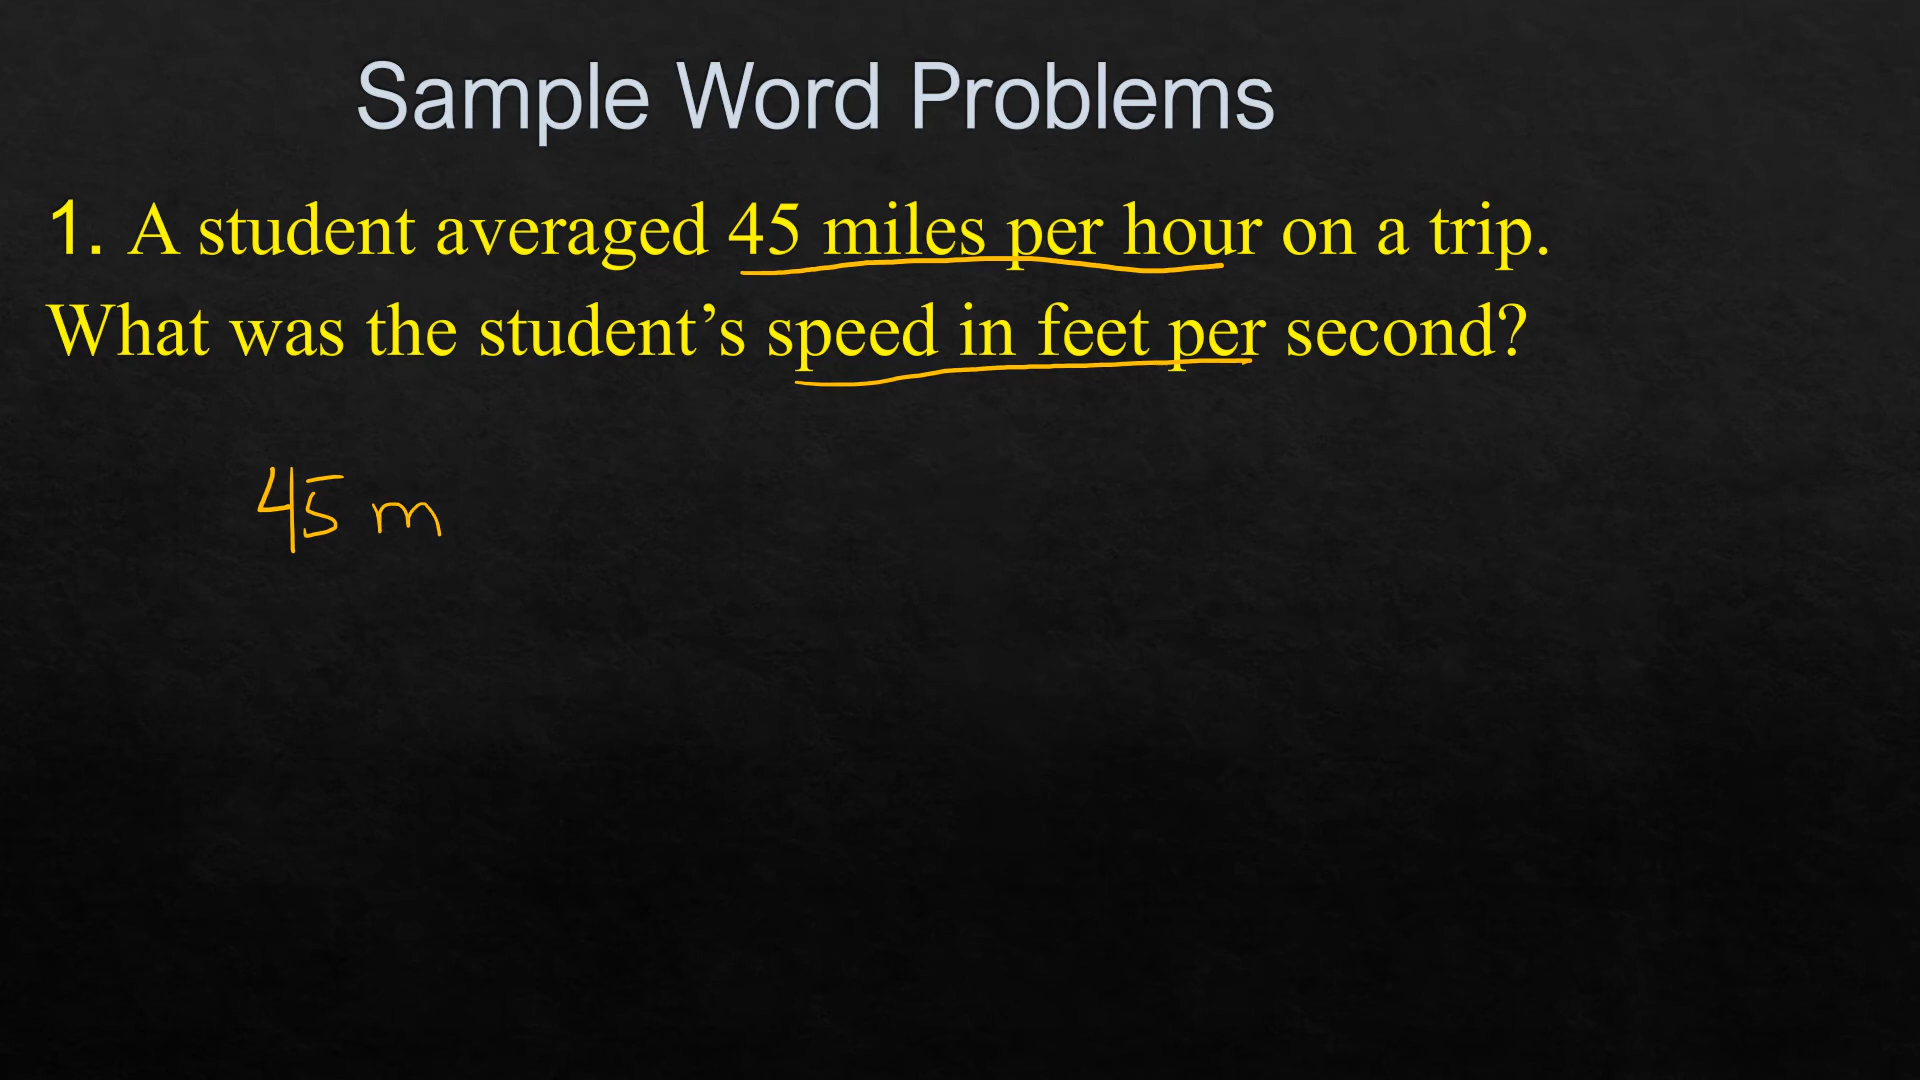 Sample Word Problems
1. A student averaged 45 miles per hour on a trip.
What was the student’s speed in feet per second?
45 m